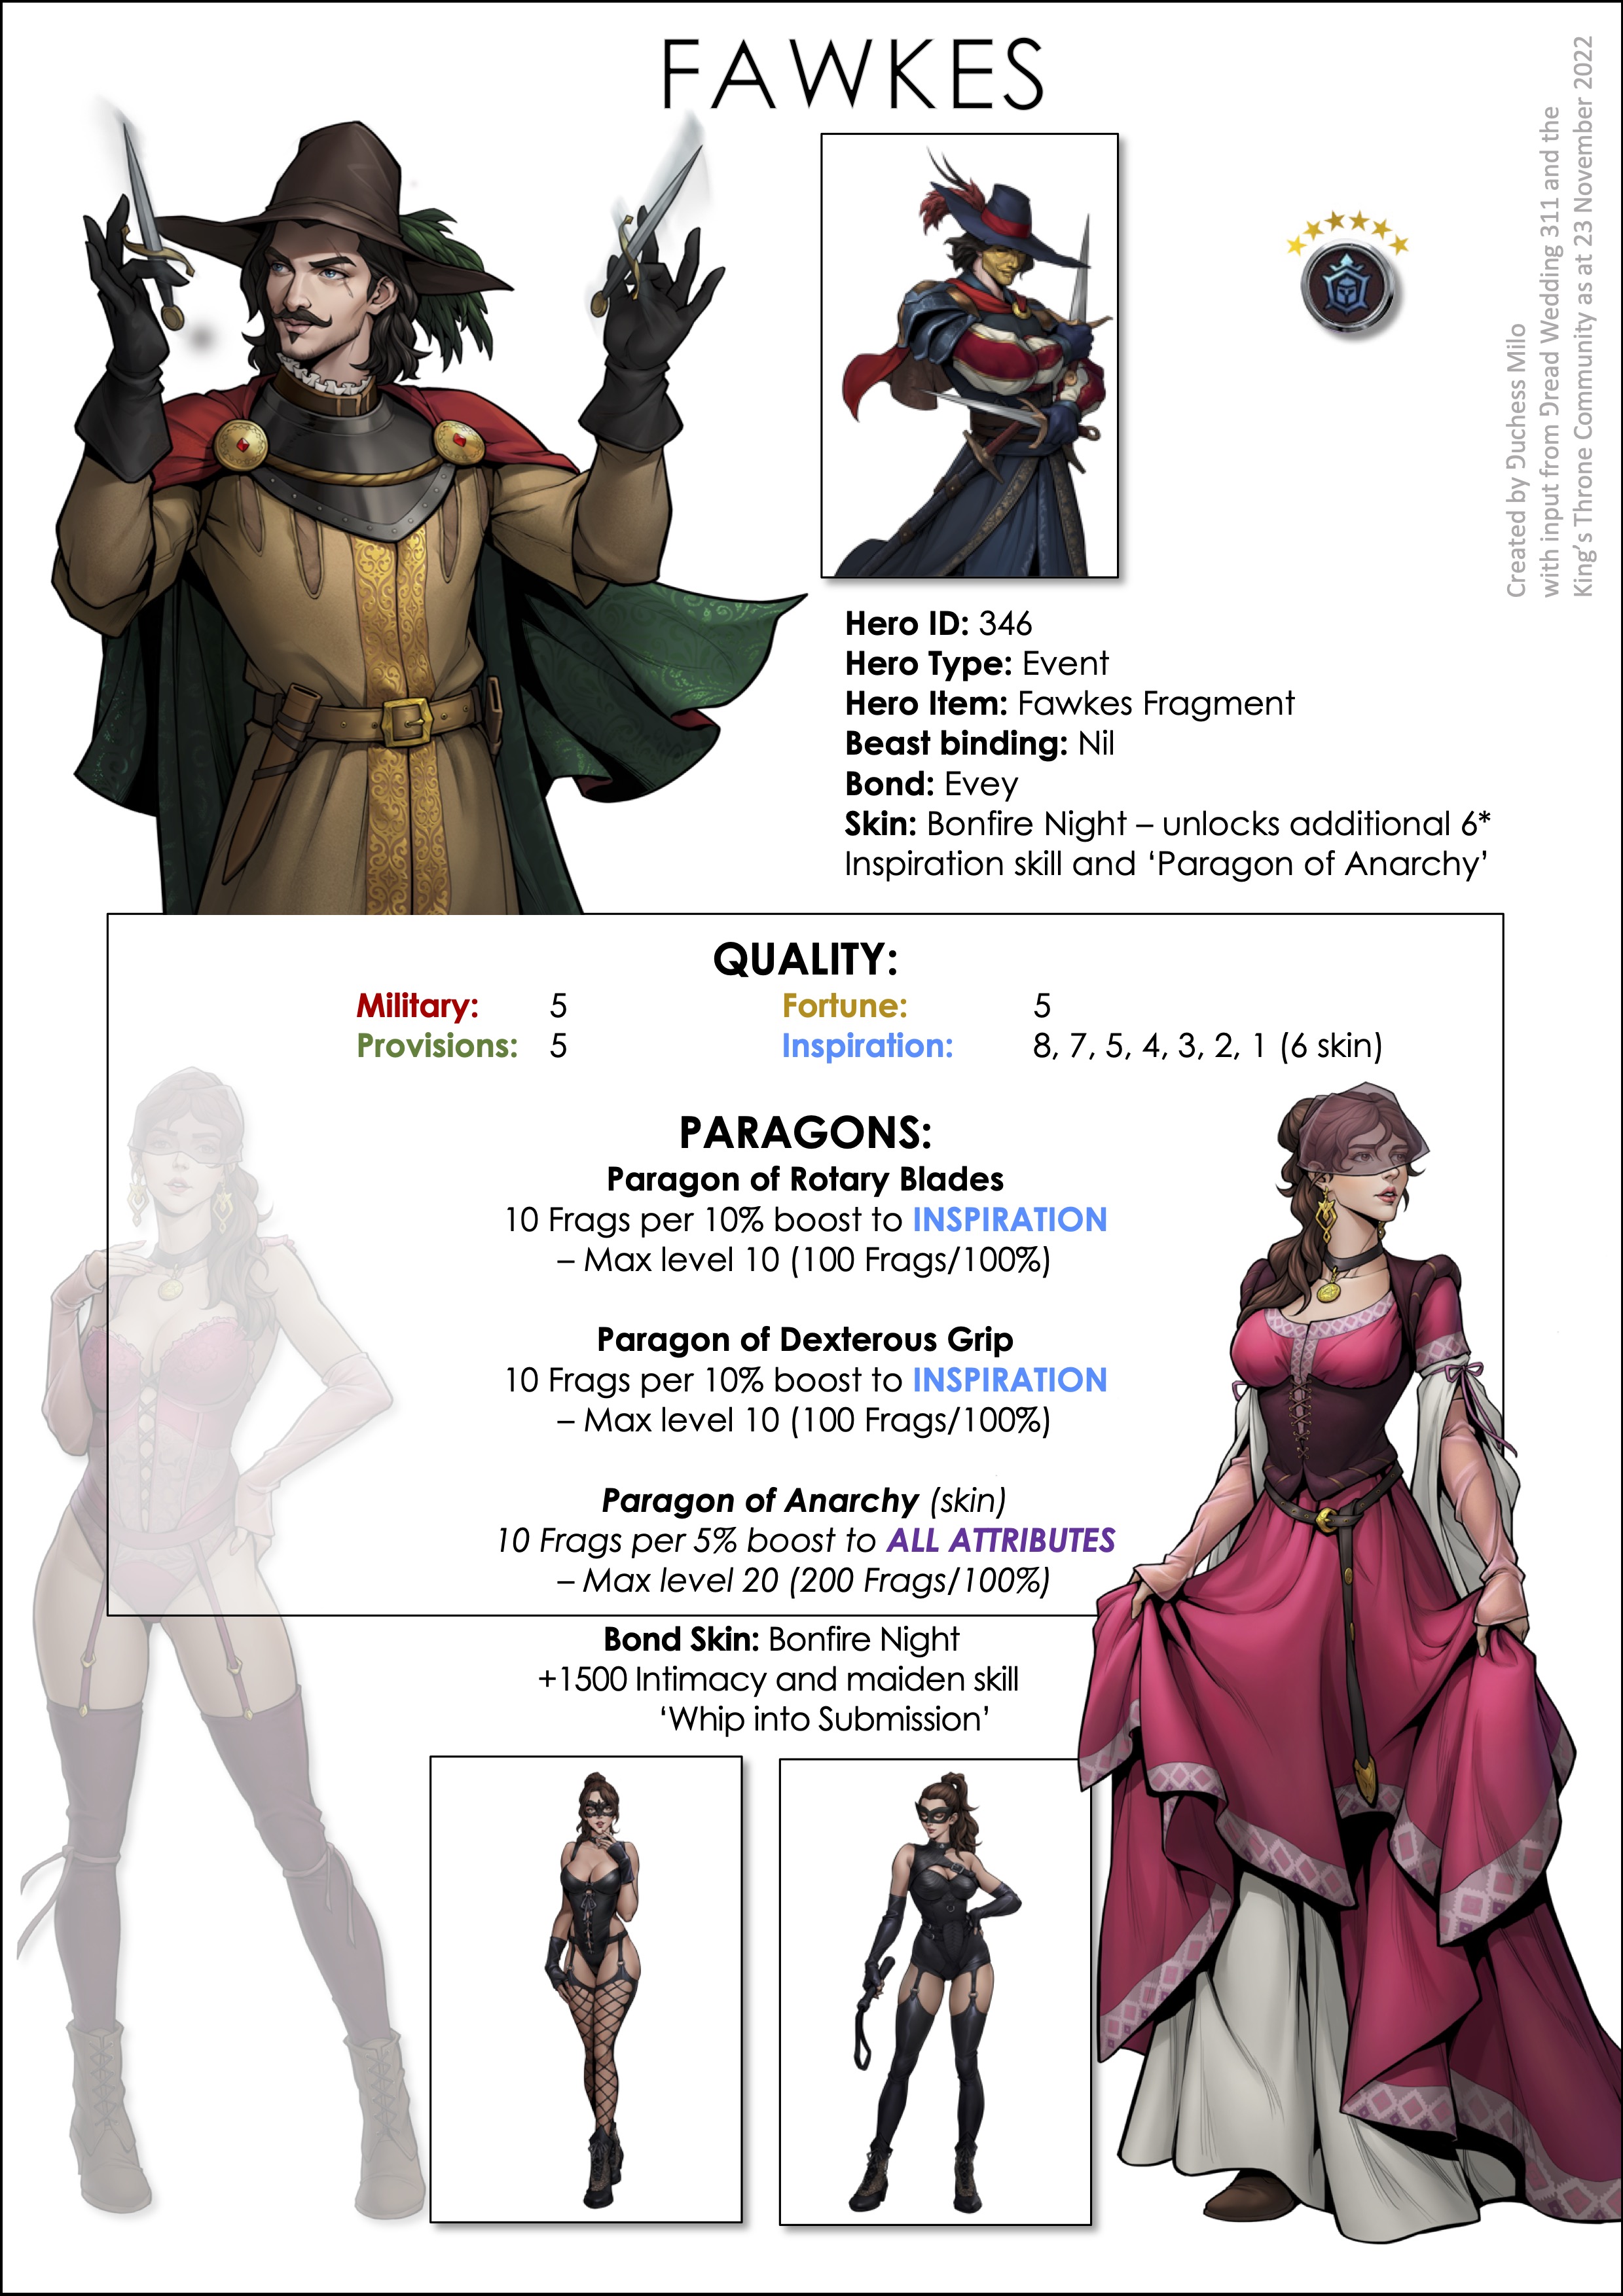 FAWKES
Created by Duchess Milo
with input from Dread Wedding 311 and the
King's Throne Community as at 23 November 2022
Hero ID: 346
Hero Type: Event
Hero Item: Fawkes Fragment
Beast binding: Nil
Bond: Evey
Skin: Bonfire Night – unlocks additional 6*
Inspiration skill and ‘Paragon of Anarchy’
QUALITY:
Military: 5 Fortune: 5
Provisions: 5 Inspiration: 8, 7, 5, 4, 3, 2, 1 (6 skin)
PARAGONS:
Paragon of Rotary Blades
10 Frags per 10% boost to INSPIRATION
– Max level 10 (100 Frags/100%)
Paragon of Dexterous Grip
10 Frags per 10% boost to INSPIRATION
– Max level 10 (100 Frags/100%)
Paragon of Anarchy (skin)
10 Frags per 5% boost to ALL ATTRIBUTES
– Max level 20 (200 Frags/100%)
Bond Skin: Bonfire Night
+1500 Intimacy and maiden skill
‘Whip into Submission’